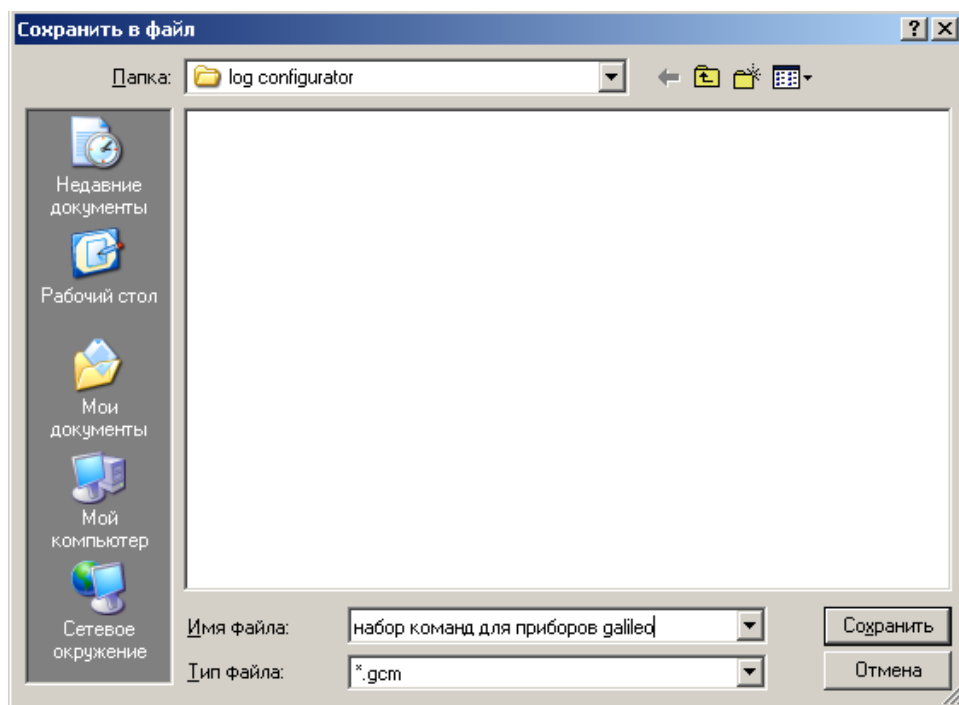 Сохранить в файл
Папка: log configurator
Недавние
документы
Рабочий стол
Мои
документы
Мой
компьютер
Сетевое
окружение
Имя файла: набор команд для приборов galileo
Сохранить
Тип файла: *.gcm
Отмена